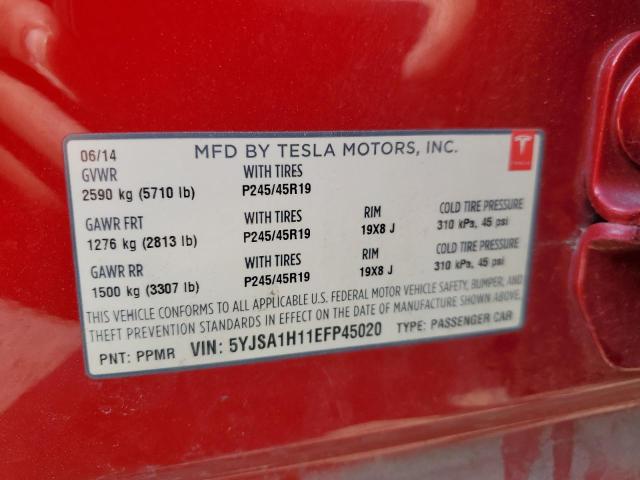 06/14 MFD BY TESLA MOTORS, INC.
GVWR WITH TIRES
2590 kg (5710 lb) P245/45R19
GAWR FRT WITH TIRES RIM COLD TIRE PRESSURE
1276 kg (2813 lb) P245/45R19 19X8 J 310 kPa, 45 psi
GAWR RR WITH TIRES RIM COLD TIRE PRESSURE
1500 kg (3307 lb) P245/45R19 19X8 J 310 kPa, 45 psi
THIS VEHICLE CONFORMS TO ALL APPLICABLE U.S. FEDERAL MOTOR VEHICLE SAFETY, BUMPER, AND
THEFT PREVENTION STANDARDS IN EFFECT ON THE DATE OF MANUFACTURE SHOWN ABOVE.
PNT: PPMR VIN: 5YJSA1H11EFP45020 TYPE: PASSENGER CAR
TESLA